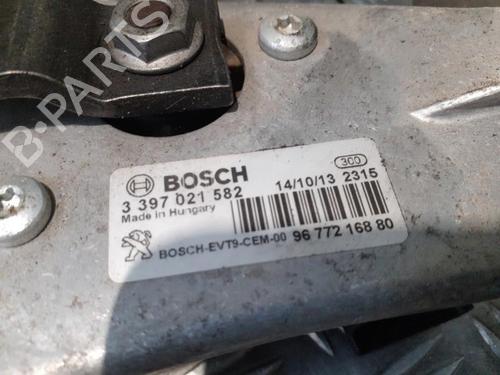 B-PARTS
BOSCH
300
3 397 021 582
14/10/13 2315
Made in Hungary
BOSCH-EVT9-CEM-00 96 772 168 80